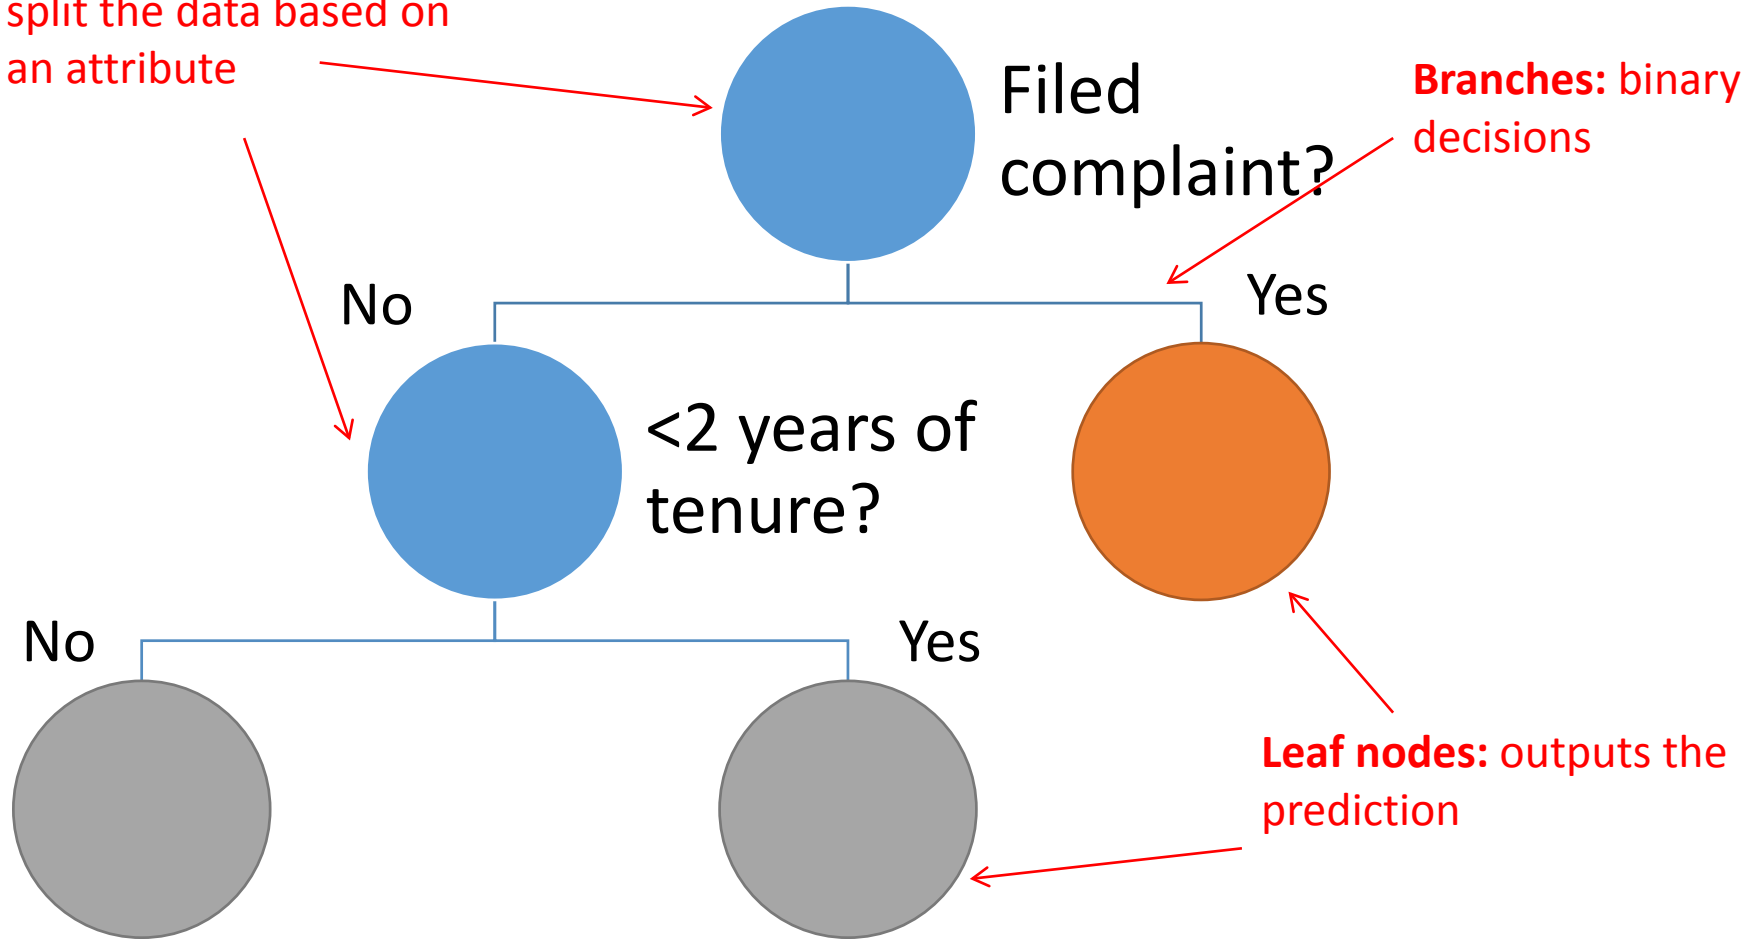 split the data based on
an attribute
Filed
complaint?
Branches: binary
decisions
No
Yes
<2 years of
tenure?
No
Yes
Leaf nodes: outputs the
prediction